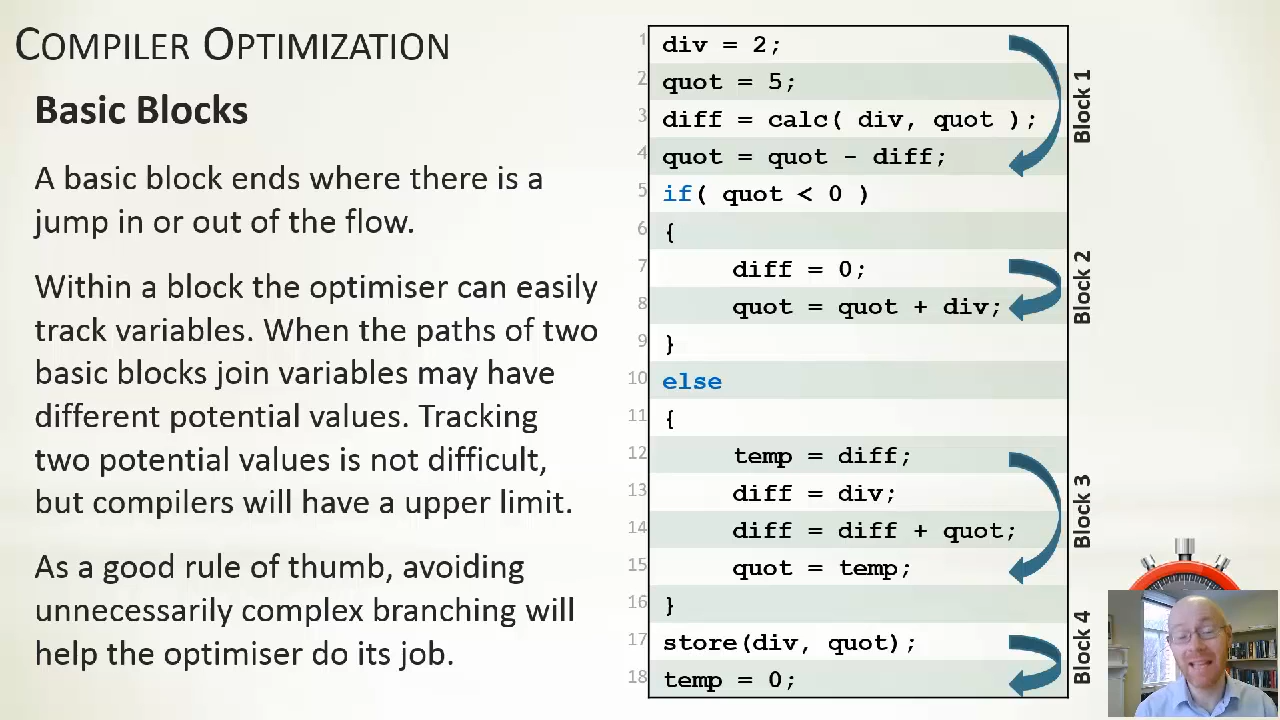 COMPILER OPTIMIZATION
Basic Blocks
A basic block ends where there is a
jump in or out of the flow.
Within a block the optimiser can easily
track variables. When the paths of two
basic blocks join variables may have
different potential values. Tracking
two potential values is not difficult,
but compilers will have a upper limit.
As a good rule of thumb, avoiding
unnecessarily complex branching will
help the optimiser do its job.
1 div = 2;
2 quot = 5;
3 diff = calc( div, quot );
4 quot = quot - diff;
5 if( quot < 0 )
6 {
7 diff = 0;
8 quot = quot + div;
9 }
10 else
11 {
12 temp = diff;
13 diff = div;
14 diff = diff + quot;
15 quot = temp;
16 }
17 store(div, quot);
18 temp = 0;
Block 1
Block 2
Block 3
Block 4